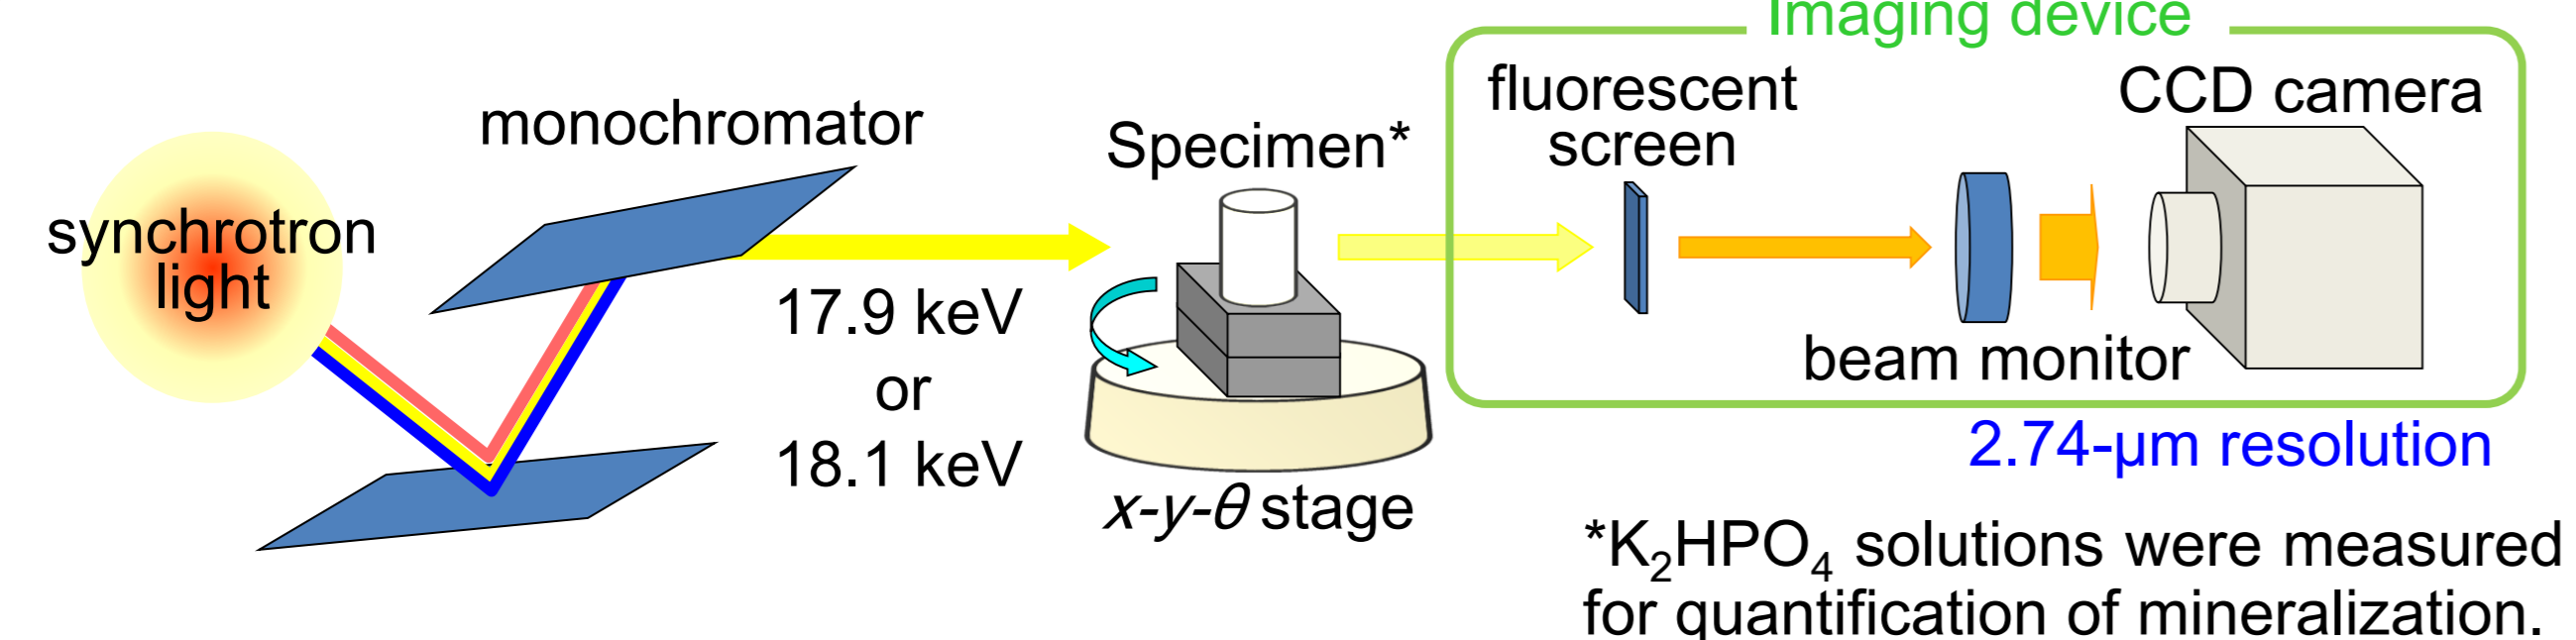 Imaging device
synchrotron
light
monochromator
17.9 keV
or
18.1 keV
Specimen*
x-y-θ stage
fluorescent
screen
beam monitor
CCD camera
2.74-μm resolution
*K₂HPO₄ solutions were measured
for quantification of mineralization.